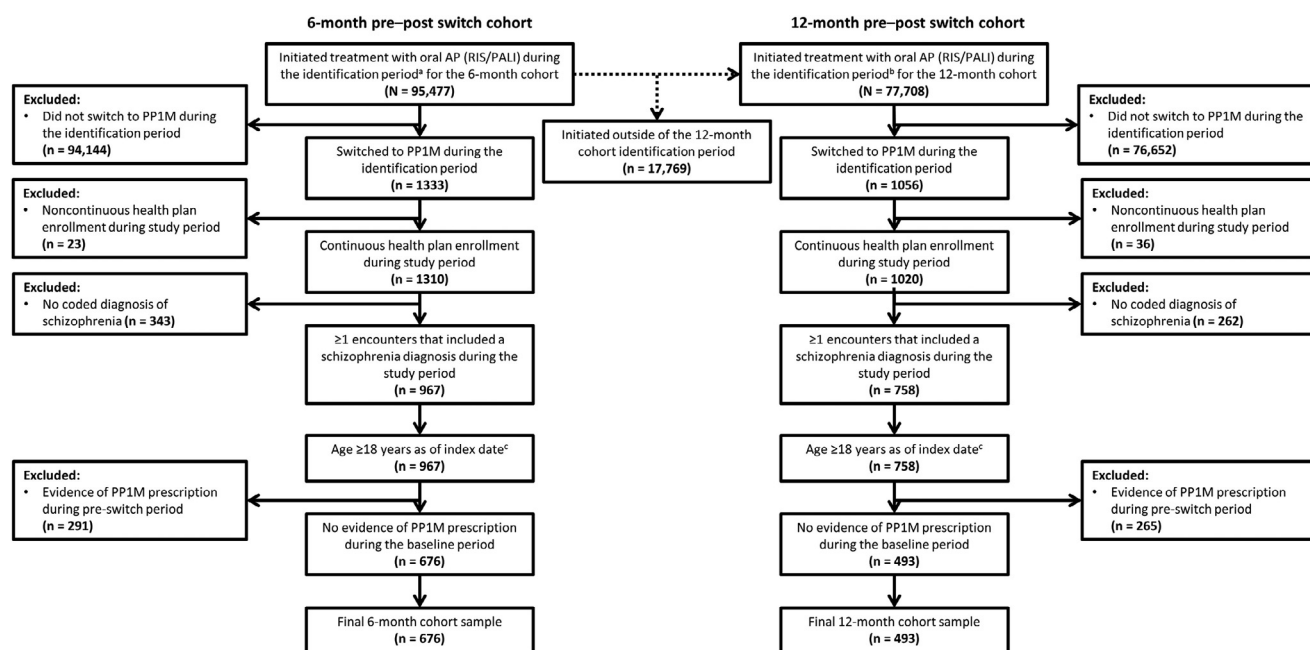 6-month pre–post switch cohort
Initiated treatment with oral AP (RIS/PALI) during
the identification periodᵃ for the 6-month cohort
(N = 95,477)
Excluded:
• Did not switch to PP1M during
the identification period
(n = 94,144)
Switched to PP1M during the
identification period
(n = 1333)
Excluded:
• Noncontinuous health plan
enrollment during study period
(n = 23)
Continuous health plan enrollment
during study period
(n = 1310)
Excluded:
• No coded diagnosis of
schizophrenia (n = 343)
≥1 encounters that included a
schizophrenia diagnosis during the
study period
(n = 967)
Age ≥18 years as of index dateᶜ
(n = 967)
Excluded:
• Evidence of PP1M prescription
during pre-switch period
(n = 291)
No evidence of PP1M prescription
during the baseline period
(n = 676)
Final 6-month cohort sample
(n = 676)
Initiated outside of the 12-month
cohort identification period
(n = 17,769)
12-month pre–post switch cohort
Initiated treatment with oral AP (RIS/PALI) during
the identification periodᵇ for the 12-month cohort
(N = 77,708)
Excluded:
• Did not switch to PP1M during
the identification period
(n = 76,652)
Switched to PP1M during the
identification period
(n = 1056)
Excluded:
• Noncontinuous health plan
enrollment during study period
(n = 36)
Continuous health plan enrollment
during study period
(n = 1020)
Excluded:
• No coded diagnosis of
schizophrenia (n = 262)
≥1 encounters that included a
schizophrenia diagnosis during the
study period
(n = 758)
Age ≥18 years as of index dateᶜ
(n = 758)
Excluded:
• Evidence of PP1M prescription
during pre-switch period
(n = 265)
No evidence of PP1M prescription
during the baseline period
(n = 493)
Final 12-month cohort sample
(n = 493)